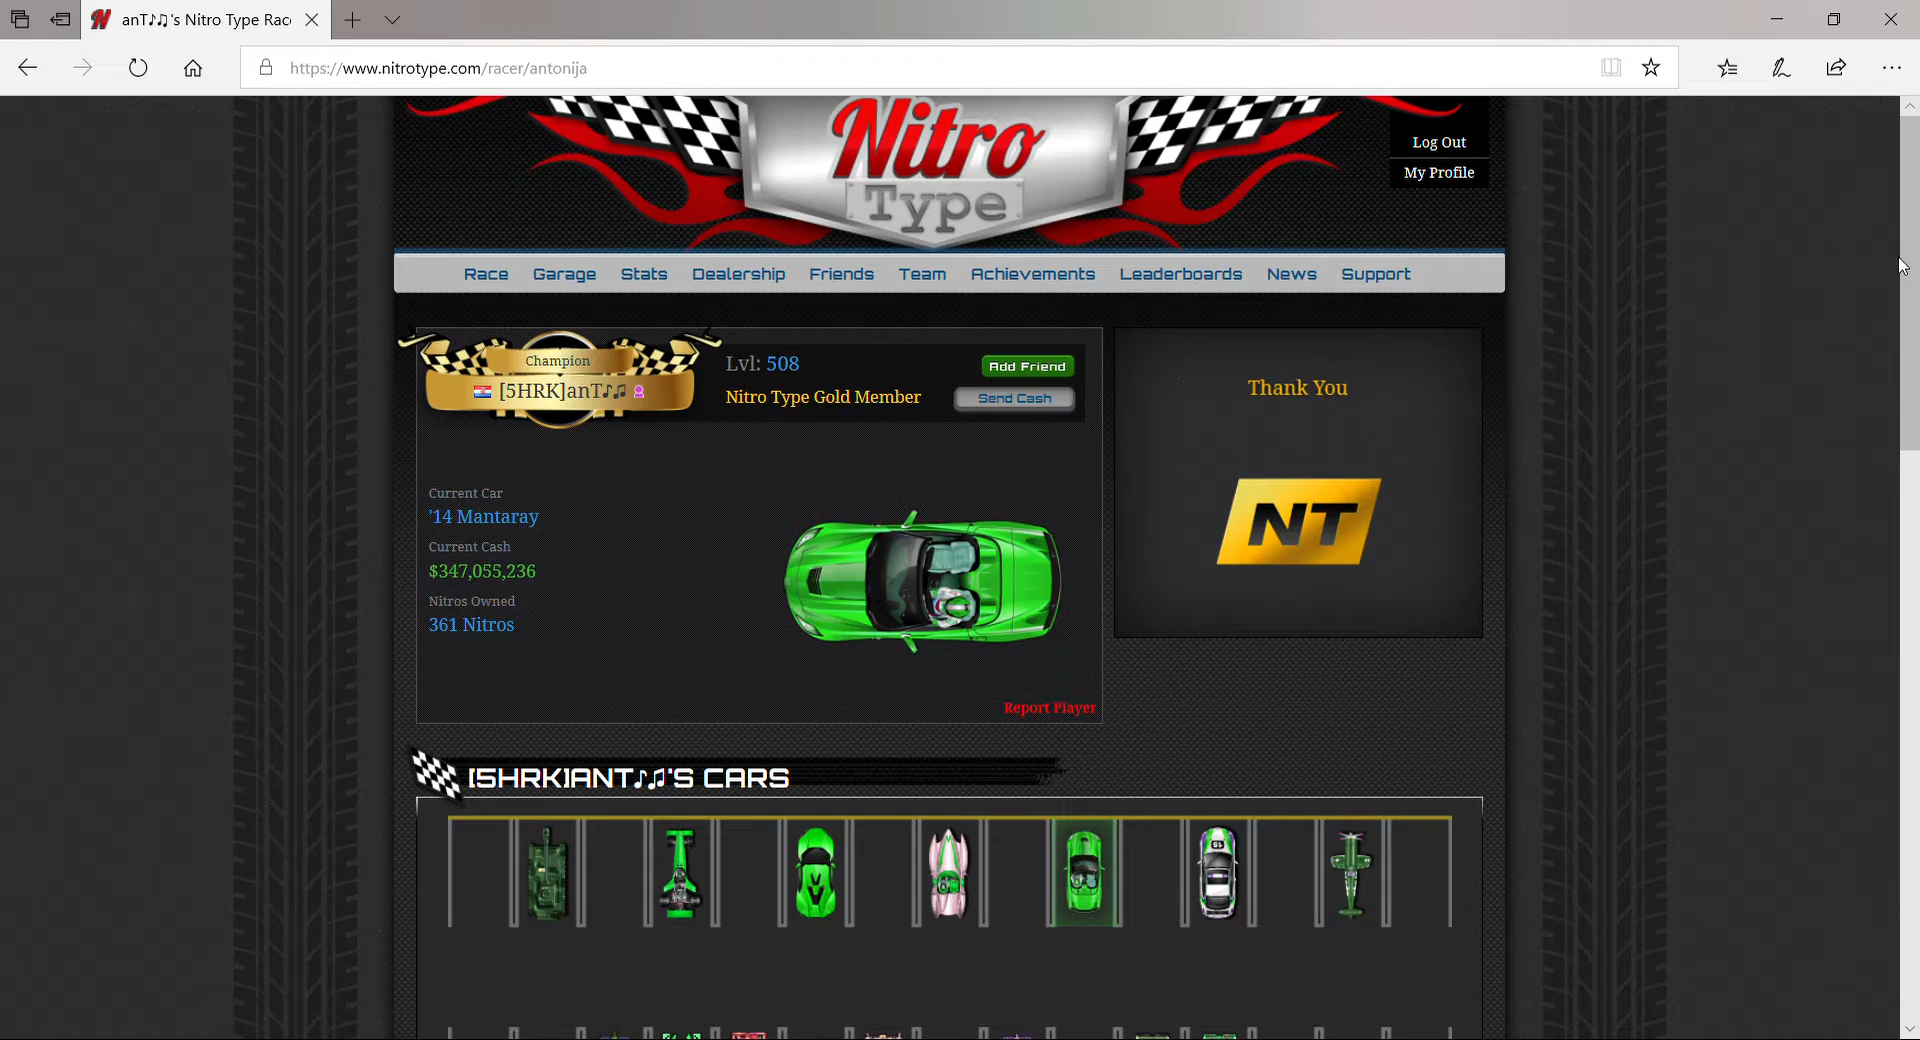 anT♪♫'s Nitro Type Race
https://www.nitrotype.com/racer/antonija
Nitro
Type
Log Out
My Profile
Race Garage Stats Dealership Friends Team Achievements Leaderboards News Support
Champion
[5HRK]anT♪♫
Lvl: 508
Nitro Type Gold Member
Add Friend
Send Cash
Thank You
NT
Current Car
'14 Mantaray
Current Cash
$347,055,236
Nitros Owned
361 Nitros
Report Player
[5HRK]ANT♪♫'S CARS
15